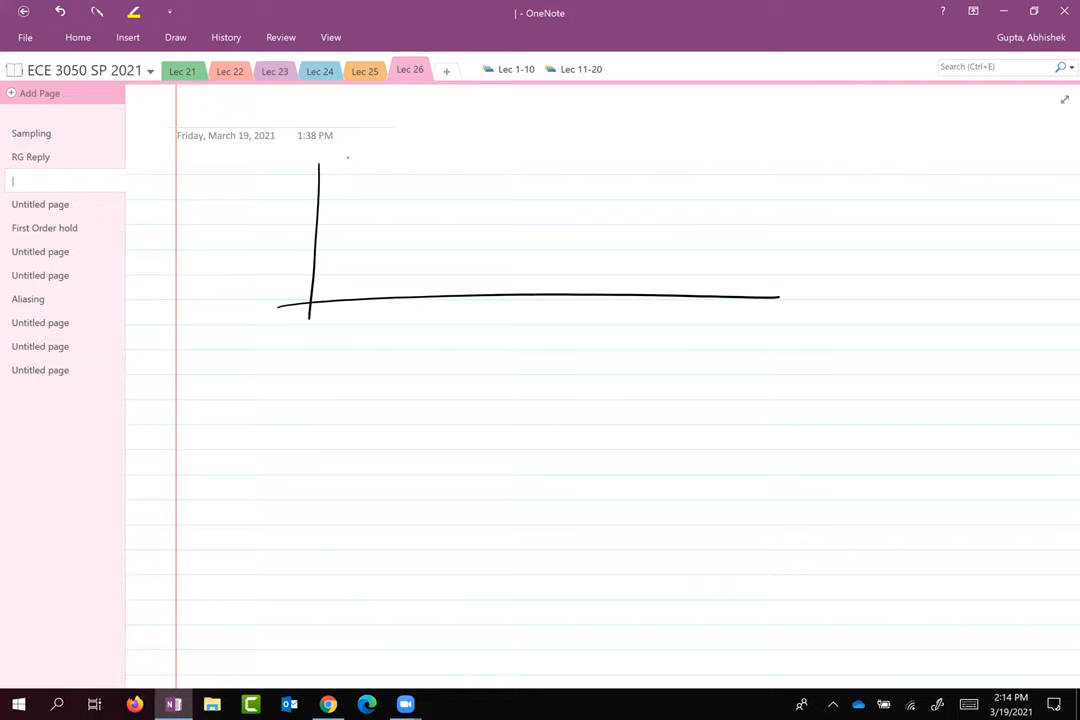 | - OneNote
?
File
Home
Insert
Draw
History
Review
View
Gupta, Abhishek
ECE 3050 SP 2021
Lec 21
Lec 22
Lec 23
Lec 24
Lec 25
Lec 26
+
Lec 1-10
Lec 11-20
Search (Ctrl+E)
Add Page
Friday, March 19, 2021 1:38 PM
Sampling
RG Reply
Untitled page
First Order hold
Untitled page
Untitled page
Aliasing
Untitled page
Untitled page
Untitled page
2:14 PM
3/19/2021